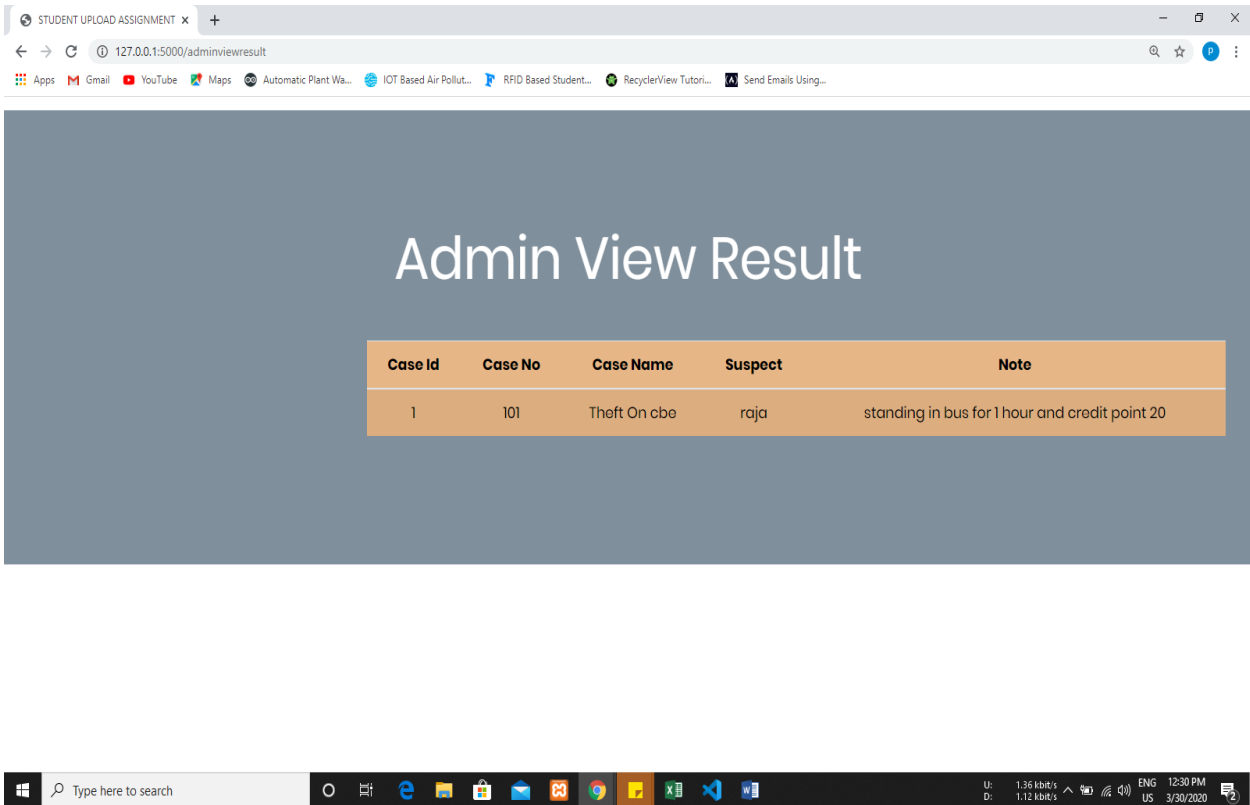 STUDENT UPLOAD ASSIGNMENT
127.0.0.1:5000/adminviewresult
P
Apps Gmail YouTube Maps Automatic Plant Wa... IOT Based Air Pollut... RFID Based Student... RecyclerView Tutori... Send Emails Using...
Admin View Result
Case Id Case No Case Name Suspect Note
1 101 Theft On cbe raja standing in bus for 1 hour and credit point 20
Type here to search
U: 1.36 kbit/s ENG 12:30 PM
D: 1.12 kbit/s US 3/30/2020 2